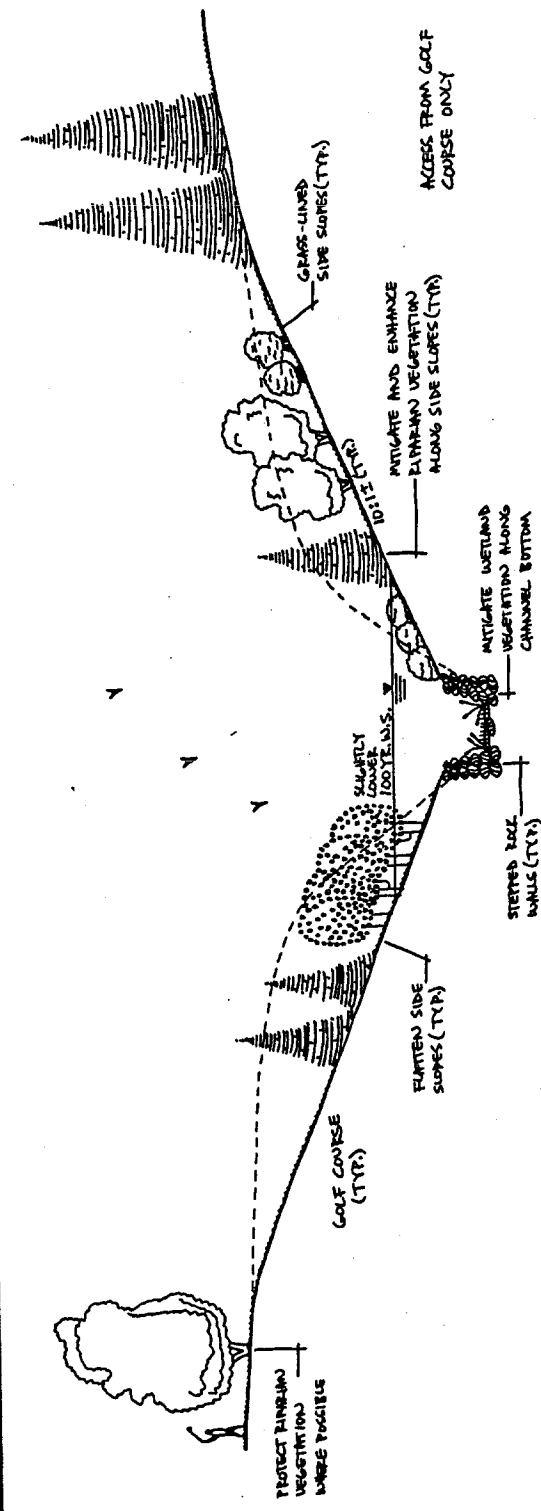 PROTECT RIPARIAN
VEGETATION
WHERE POSSIBLE
GOLF COURSE
(TYP.)
FLATTEN SIDE
SLOPES (TYP.)
SLIGHTLY
LOWER
100 YR. W.S.
STEPPED ROCK
WALLS (TYP.)
MITIGATE WETLAND
VEGETATION ALONG
CHANNEL BOTTOM
10:1± (TYP.)
MITIGATE AND ENHANCE
RIPARIAN VEGETATION
ALONG SIDE SLOPES (TYP.)
GRASS-LINED
SIDE SLOPES (TYP.)
ACCESS FROM GOLF
COURSE ONLY